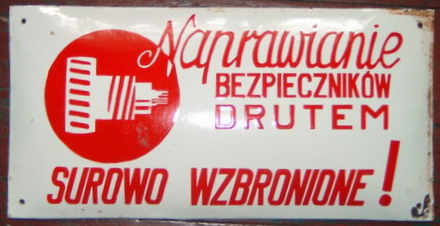 Naprawianie
BEZPIECZNIKÓW
DRUTEM
SUROWO WZBRONIONE!